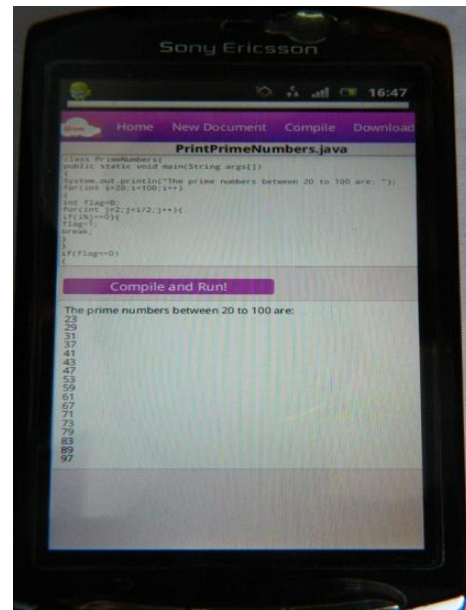 Sony Ericsson
16:47
Home New Document Compile Download
PrintPrimeNumbers.java
class PrimeNumbers{
public static void main(String args[])
{
System.out.println("The prime numbers between 20 to 100 are: ");
for(int i=20;i<100;i++)
{
int flag=0;
for(int j=2;j<i/2;j++){
if(i%j==0){
flag=1;
break;
}
}
if(flag==0)
{
Compile and Run!
The prime numbers between 20 to 100 are:
23
29
31
37
41
43
47
53
59
61
67
71
73
79
83
89
97